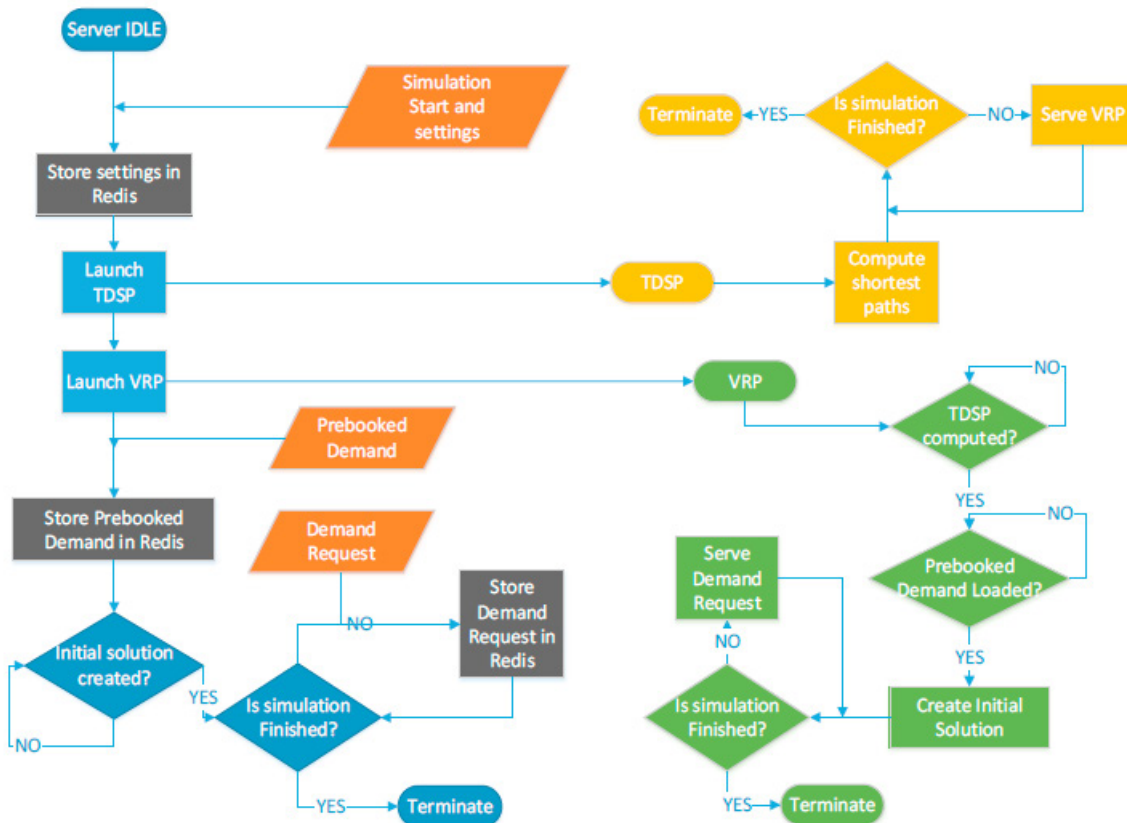 Server IDLE
Simulation
Start and
settings
Store settings in
Redis
Launch
TDSP
Launch VRP
Prebooked
Demand
Store Prebooked
Demand in Redis
Demand
Request
Initial solution
created?
NO
YES
Is simulation
Finished?
NO
Store
Demand
Request in
Redis
YES
Terminate
TDSP
Compute
shortest
paths
Is simulation
Finished?
YES
Terminate
NO
Serve VRP
VRP
TDSP
computed?
NO
YES
Prebooked
Demand Loaded?
NO
YES
Create Initial
Solution
Is simulation
Finished?
NO
Serve
Demand
Request
YES
Terminate